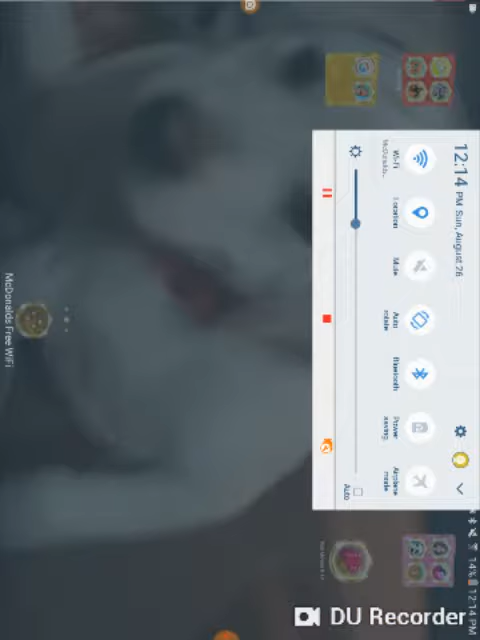 12:14 PM Sun, August 26
Wi-Fi
McDonalds...
Location
Mute
Auto
rotate
Bluetooth
Power
saving
Airplane
mode
Auto
14% 12:14 PM
McDonalds Free WiFi
DU Recorder